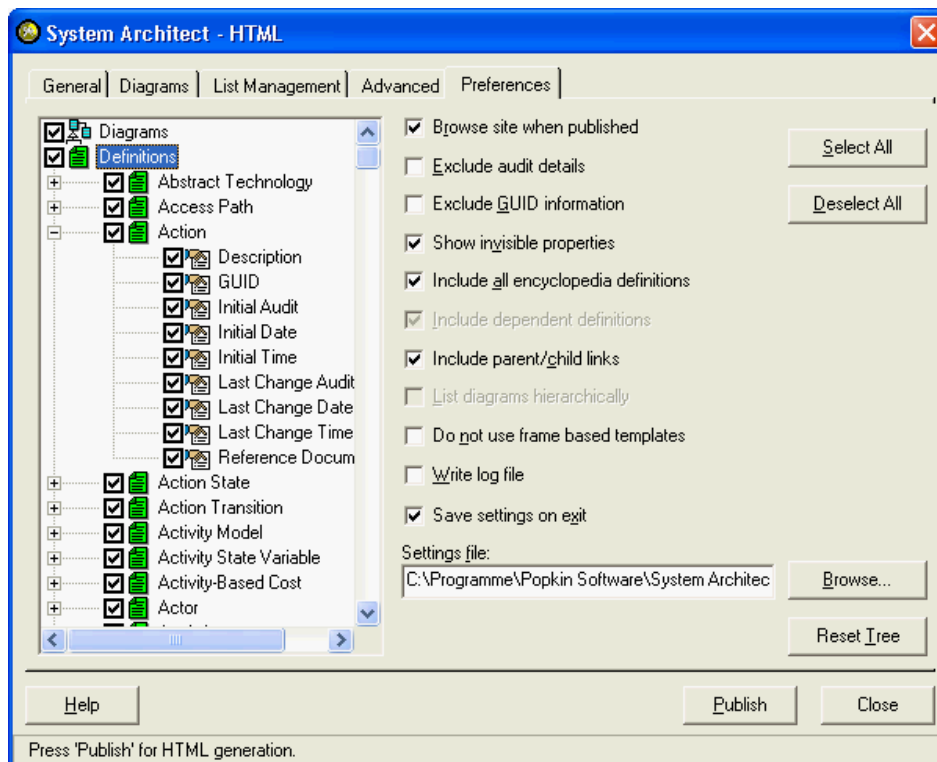 System Architect - HTML
General Diagrams List Management Advanced Preferences
Diagrams
Definitions
Abstract Technology
Access Path
Action
Description
GUID
Initial Audit
Initial Date
Initial Time
Last Change Audit
Last Change Date
Last Change Time
Reference Docum
Action State
Action Transition
Activity Model
Activity State Variable
Activity-Based Cost
Actor
Browse site when published
Exclude audit details
Exclude GUID information
Show invisible properties
Include all encyclopedia definitions
Include dependent definitions
Include parent/child links
List diagrams hierarchically
Do not use frame based templates
Write log file
Save settings on exit
Settings file:
C:\Programme\Popkin Software\System Architec
Select All
Deselect All
Browse...
Reset Tree
Help
Publish
Close
Press 'Publish' for HTML generation.